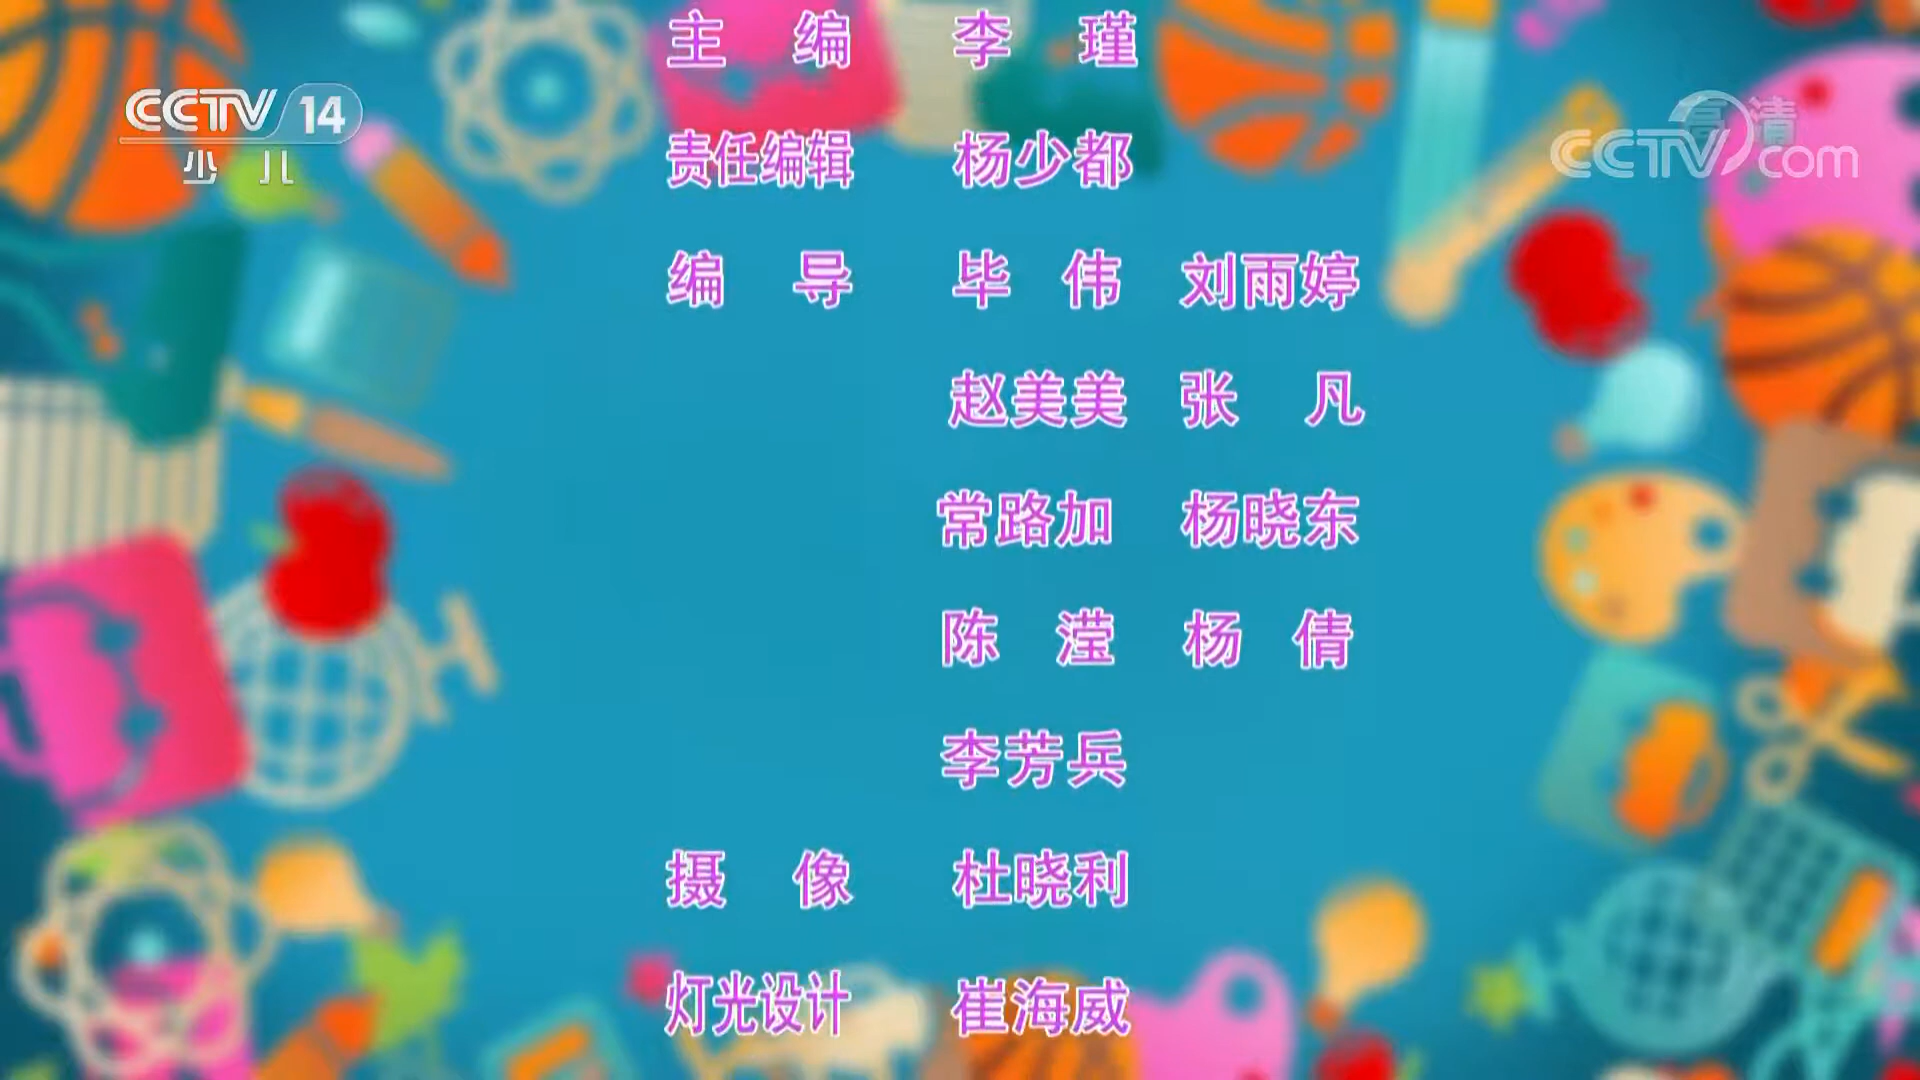 主编 李瑾
CCTV 14
少儿
高清
CCTV.com
责任编辑 杨少都
编导 毕伟 刘雨婷
赵美美 张凡
常路加 杨晓东
陈滢 杨倩
李芳兵
摄像 杜晓利
灯光设计 崔海威